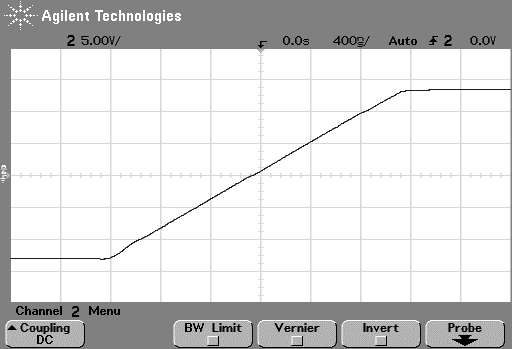 Agilent Technologies
2 5.00V/ 0.0s 400㎱/ Auto 2 0.0V
Channel 2 Menu
Coupling BW Limit Vernier Invert Probe
DC